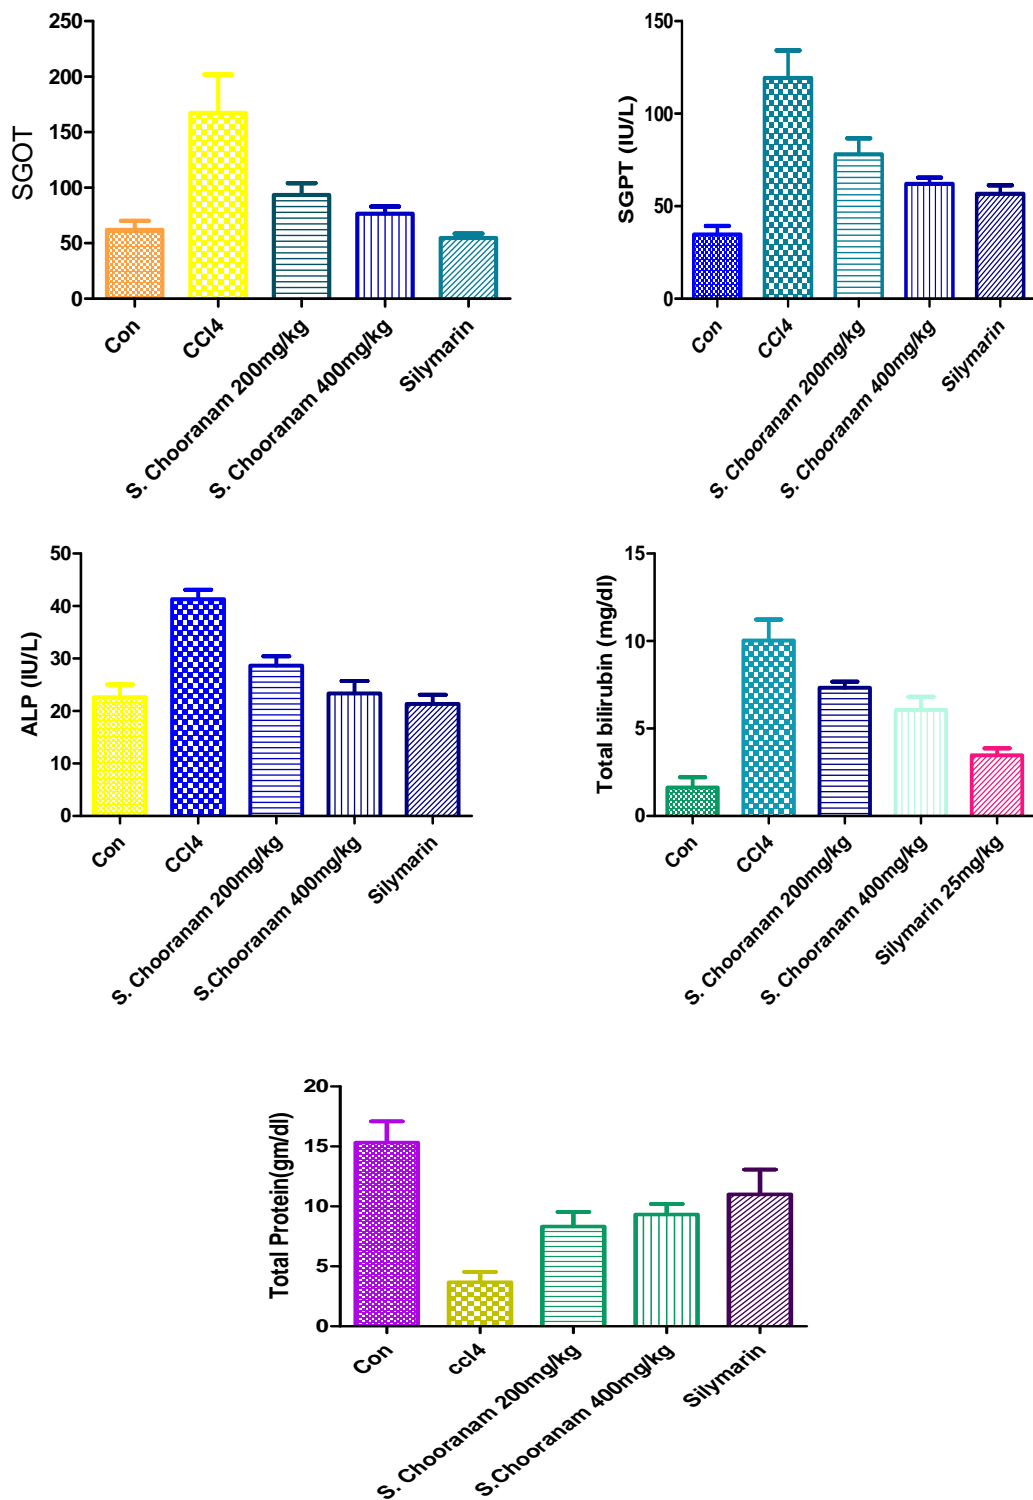 250
200
150
100
50
0
SGOT
Con
CCl4
S. Chooranam 200mg/kg
S. Chooranam 400mg/kg
Silymarin
150
100
50
0
SGPT (IU/L)
Con
CCl4
S. Chooranam 200mg/kg
S. Chooranam 400mg/kg
Silymarin
50
40
30
20
10
0
ALP (IU/L)
Con
CCl4
S. Chooranam 200mg/kg
S.Chooranam 400mg/kg
Silymarin
15
10
5
0
Total bilirubin (mg/dl)
Con
CCl4
S. Chooranam 200mg/kg
S. Chooranam 400mg/kg
Silymarin 25mg/kg
20
15
10
5
0
Total Protein(gm/dl)
Con
ccl4
S. Chooranam 200mg/kg
S.Chooranam 400mg/kg
Silymarin